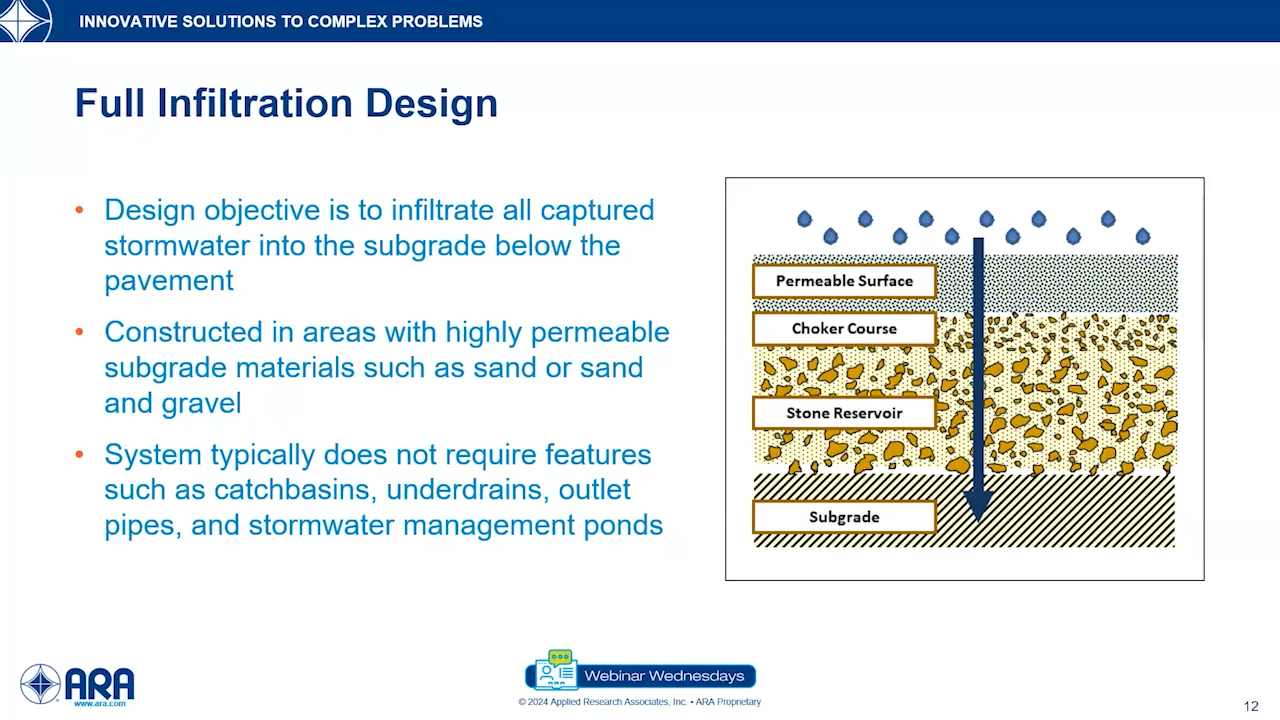 INNOVATIVE SOLUTIONS TO COMPLEX PROBLEMS
Full Infiltration Design
• Design objective is to infiltrate all captured
stormwater into the subgrade below the
pavement
• Constructed in areas with highly permeable
subgrade materials such as sand or sand
and gravel
• System typically does not require features
such as catchbasins, underdrains, outlet
pipes, and stormwater management ponds
Permeable Surface
Choker Course
Stone Reservoir
Subgrade
ARA
www.ara.com
Webinar Wednesdays
© 2024 Applied Research Associates, Inc. • ARA Proprietary
12